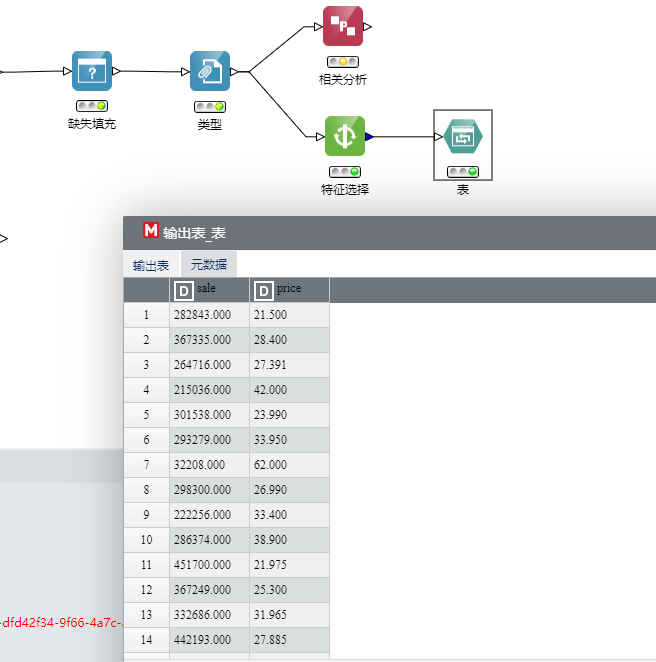 相关分析
缺失填充
类型
特征选择
表
M 输出表_表
输出表 元数据
D sale D price
1 282843.000 21.500
2 367335.000 28.400
3 264716.000 27.391
4 215036.000 42.000
5 301538.000 23.990
6 293279.000 33.950
7 32208.000 62.000
8 298300.000 26.990
9 222256.000 33.400
10 286374.000 38.900
11 451700.000 21.975
12 367249.000 25.300
13 332686.000 31.965
-dfd42f34-9f66-4a7c-
14 442193.000 27.885